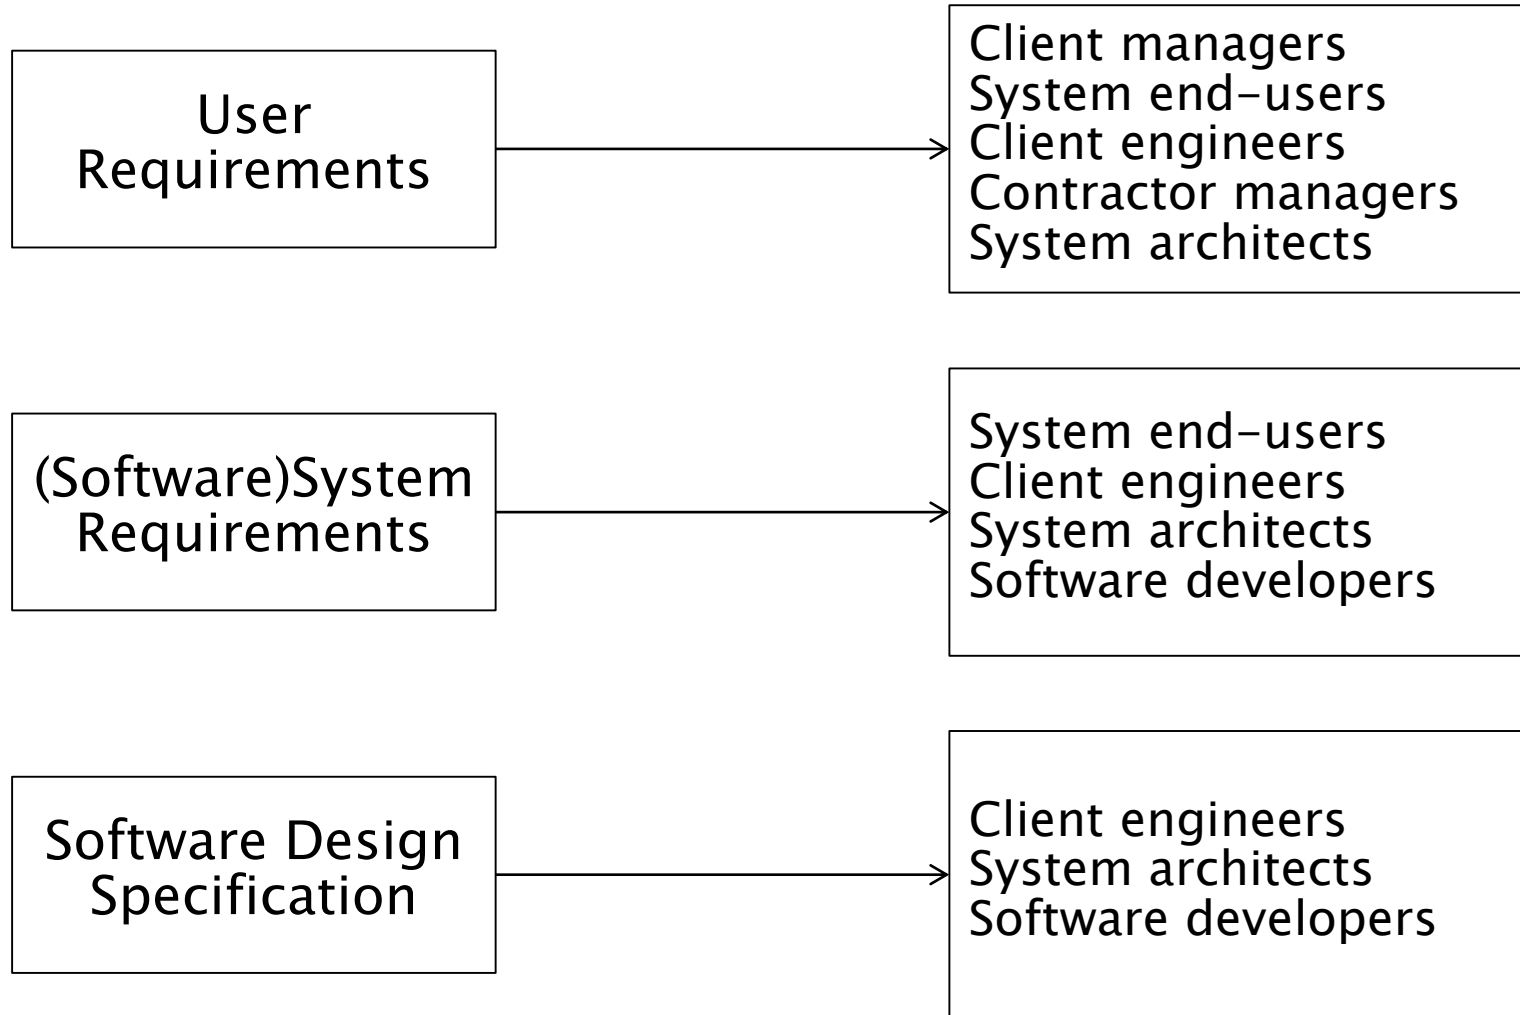 User
Requirements
Client managers
System end-users
Client engineers
Contractor managers
System architects
(Software)System
Requirements
System end-users
Client engineers
System architects
Software developers
Software Design
Specification
Client engineers
System architects
Software developers